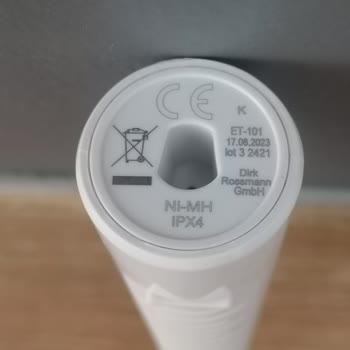 CE
K
ET-101
17.08.2023
lot 3 2421
Dirk
Rossmann
GmbH
NI-MH
IPX4